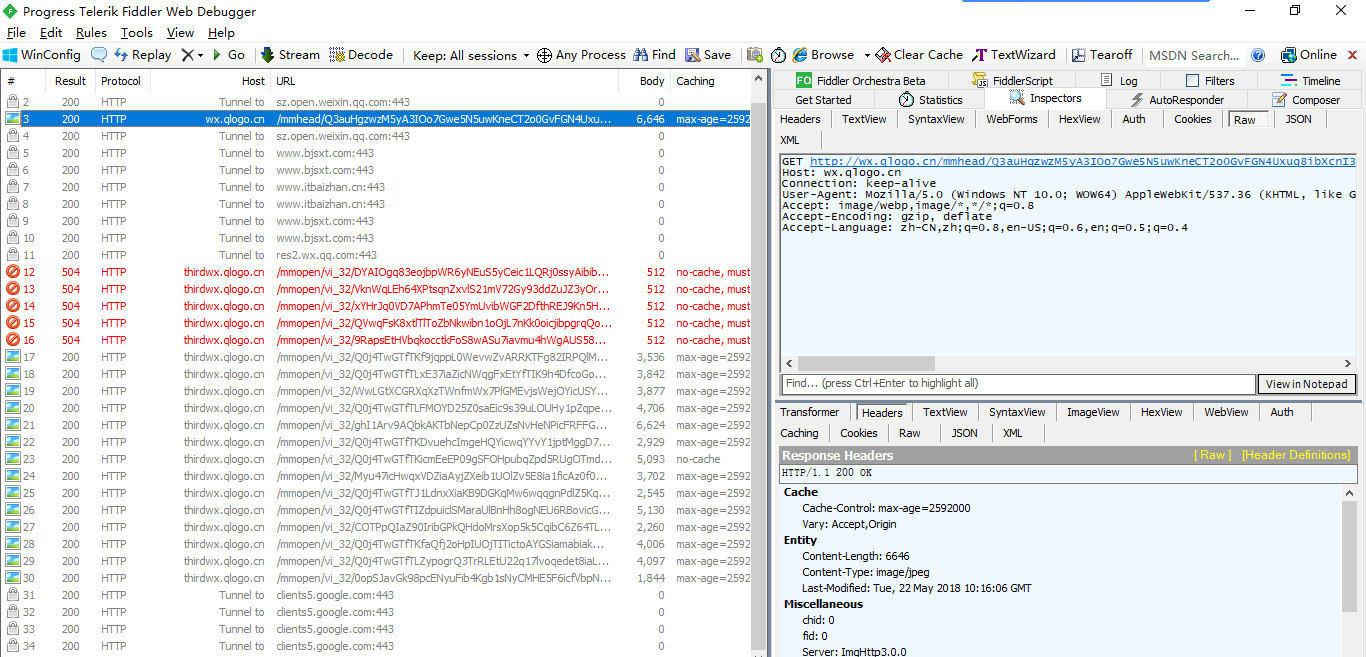 Progress Telerik Fiddler Web Debugger
File Edit Rules Tools View Help
WinConfig Replay Go Stream Decode Keep: All sessions Any Process Find Save Browse Clear Cache TextWizard Tearoff MSDN Search... Online
# Result Protocol Host URL Body Caching
2 200 HTTP Tunnel to sz.open.weixin.qq.com:443 0
3 200 HTTP wx.qlogo.cn /mmhead/Q3auHgzwzM5yA3IOo7Gwe5N5uwKneCT2o0GvFGN4Uxu... 6,646 max-age=2592
4 200 HTTP Tunnel to sz.open.weixin.qq.com:443 0
5 200 HTTP Tunnel to www.bjsxt.com:443 0
6 200 HTTP Tunnel to www.bjsxt.com:443 0
7 200 HTTP Tunnel to www.itbaizhan.cn:443 0
8 200 HTTP Tunnel to www.itbaizhan.cn:443 0
9 200 HTTP Tunnel to www.bjsxt.com:443 0
10 200 HTTP Tunnel to www.bjsxt.com:443 0
11 200 HTTP Tunnel to res2.wx.qq.com:443 0
12 504 HTTP thirdwx.qlogo.cn /mmopen/vi_32/DYAIOgq83eojbpWR6yNEuS5yCeic1LQRj0ssyAibib... 512 no-cache, must
13 504 HTTP thirdwx.qlogo.cn /mmopen/vi_32/VknWqLEh64XPtsqnZxvlS21mV72Gy93ddZuJZ3yOr... 512 no-cache, must
14 504 HTTP thirdwx.qlogo.cn /mmopen/vi_32/xYHrJq0VD7APhmTe05YmUvibWGF2DfthREJ9Kn5H... 512 no-cache, must
15 504 HTTP thirdwx.qlogo.cn /mmopen/vi_32/QVwqFsK8xtlTlToZbNkwibn1oOjL7nKk0oicjibpgrqQo... 512 no-cache, must
16 504 HTTP thirdwx.qlogo.cn /mmopen/vi_32/9RapsEtHVbqkocctkFoS8wASu7iavmu4hWgAUS58... 512 no-cache, must
17 200 HTTP thirdwx.qlogo.cn /mmopen/vi_32/Q0j4TwGTfTKf9jqppL0WevwZvARRKTFg82IRPQlM... 3,536 max-age=2592
18 200 HTTP thirdwx.qlogo.cn /mmopen/vi_32/Q0j4TwGTfTLxE37iaZicNWqgFxEtYfTIK9h4DfcoGo... 3,842 max-age=2592
19 200 HTTP thirdwx.qlogo.cn /mmopen/vi_32/WwLGtXCGRXqXzTWnfmWx7PlGMEvjsWejOYicUSY... 3,877 max-age=2592
20 200 HTTP thirdwx.qlogo.cn /mmopen/vi_32/Q0j4TwGTfTLFMOYD25Z0saEic9s39uLOUHy1pZqpe... 4,706 max-age=2592
21 200 HTTP thirdwx.qlogo.cn /mmopen/vi_32/ghI1Arv9AQbkAKTbNepCp0ZzUZsNvHeNPicFRFFG... 6,624 max-age=2592
22 200 HTTP thirdwx.qlogo.cn /mmopen/vi_32/Q0j4TwGTfTKDvuehcImgeHQYicwqYYvY1jptMggD7... 2,929 max-age=2592
23 200 HTTP thirdwx.qlogo.cn /mmopen/vi_32/Q0j4TwGTfTKicmEeEP09gSFOHpubqZpd5RUgOTmd... 5,093 no-cache
24 200 HTTP thirdwx.qlogo.cn /mmopen/vi_32/Myu47icHwqxVDZiaAyjZXeib1UOlZv5E8ia1ficAz0f0... 3,702 max-age=2592
25 200 HTTP thirdwx.qlogo.cn /mmopen/vi_32/Q0j4TwGTfTJ1LdnxXiaKB9DGKqMw6wqqgnPdlZ5Kq... 2,545 max-age=2592
26 200 HTTP thirdwx.qlogo.cn /mmopen/vi_32/Q0j4TwGTfTIZdpuiclSMaraUlBnHh8ogNEU6RBovicG... 5,130 max-age=2592
27 200 HTTP thirdwx.qlogo.cn /mmopen/vi_32/COTPpQIaZ90IribGPkQHdoMrsXop5k5CqibC6Z64TL... 2,260 max-age=2592
28 200 HTTP thirdwx.qlogo.cn /mmopen/vi_32/Q0j4TwGTfTKfaQfj2oHpIUOjTITictoAYGSiamabiak... 4,006 max-age=2592
29 200 HTTP thirdwx.qlogo.cn /mmopen/vi_32/Q0j4TwGTfTLZypogrQ3TrRLEtU22q17lvoqedet8iaL... 4,097 max-age=2592
30 200 HTTP thirdwx.qlogo.cn /mmopen/vi_32/0opSJavGk98pcENyuFib4Kgb1sNyCMHE5F6icfVbpN... 1,844 max-age=2592
31 200 HTTP Tunnel to clients5.google.com:443 0
32 200 HTTP Tunnel to clients5.google.com:443 0
33 200 HTTP Tunnel to clients5.google.com:443 0
34 200 HTTP Tunnel to clients5.google.com:443 0
FO Fiddler Orchestra Beta FiddlerScript Log Filters Timeline
Get Started Statistics Inspectors AutoResponder Composer
Headers TextView SyntaxView WebForms HexView Auth Cookies Raw JSON
XML
GET http://wx.qlogo.cn/mmhead/Q3auHgzwzM5yA3IOo7Gwe5N5uwKneCT2o0GvFGN4Uxug8ibXcnI3
Host: wx.qlogo.cn
Connection: keep-alive
User-Agent: Mozilla/5.0 (Windows NT 10.0; WOW64) AppleWebKit/537.36 (KHTML, like G
Accept: image/webp,image/*,*/*;q=0.8
Accept-Encoding: gzip, deflate
Accept-Language: zh-CN,zh;q=0.8,en-US;q=0.6,en;q=0.5;q=0.4
Find... (press Ctrl+Enter to highlight all) View in Notepad
Transformer Headers TextView SyntaxView ImageView HexView WebView Auth
Caching Cookies Raw JSON XML
Response Headers [ Raw ] [Header Definitions]
HTTP/1.1 200 OK
Cache
Cache-Control: max-age=2592000
Vary: Accept,Origin
Entity
Content-Length: 6646
Content-Type: image/jpeg
Last-Modified: Tue, 22 May 2018 10:16:06 GMT
Miscellaneous
chid: 0
fid: 0
Server: ImgHttp3.0.0